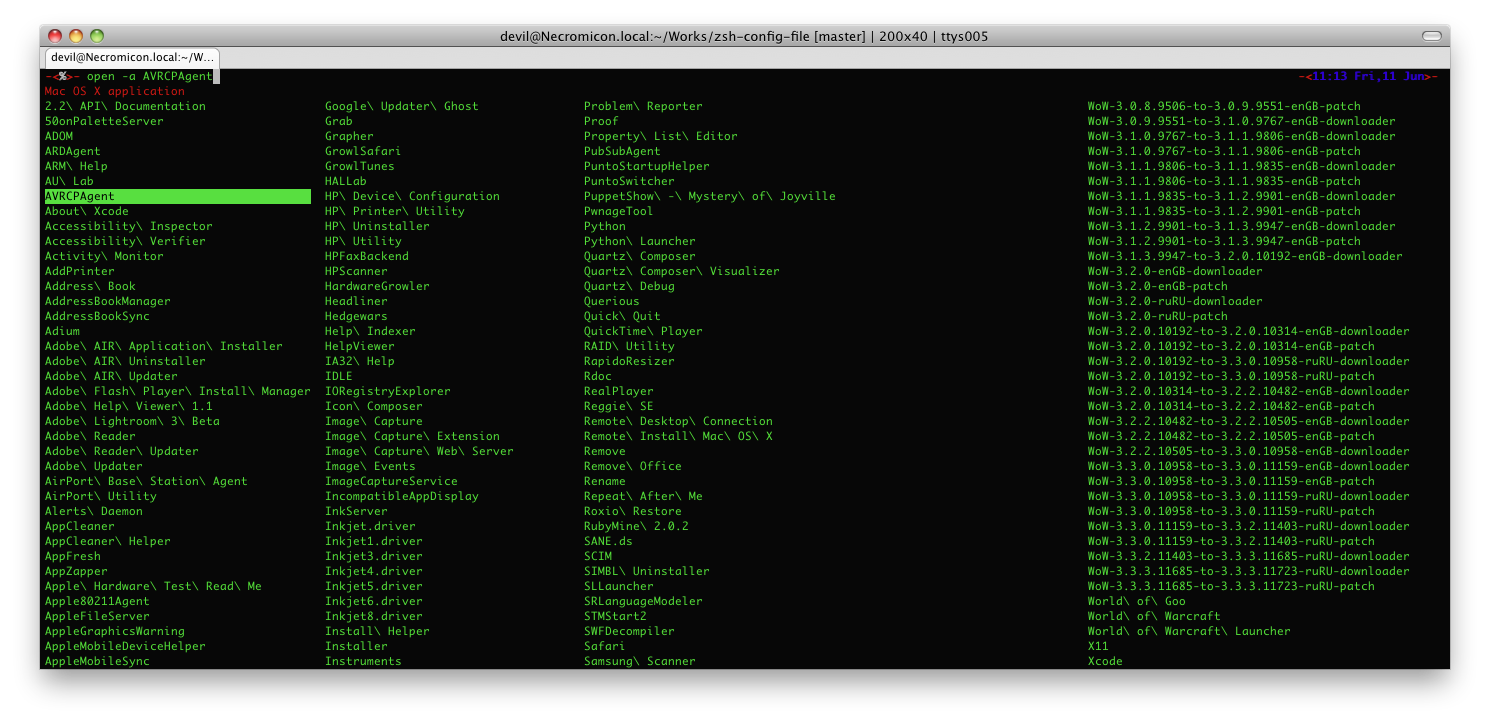 devil@Necromicon.local:~/Works/zsh-config-file [master] | 200x40 | ttys005
devil@Necromicon.local:~/W...
-<%>- open -a AVRCPAgent -<11:13 Fri,11 Jun>-
Mac OS X application
2.2\ API\ Documentation Google\ Updater\ Ghost Problem\ Reporter WoW-3.0.8.9506-to-3.0.9.9551-enGB-patch
50onPaletteServer Grab Proof WoW-3.0.9.9551-to-3.1.0.9767-enGB-downloader
ADOM Grapher Property\ List\ Editor WoW-3.1.0.9767-to-3.1.1.9806-enGB-downloader
ARDAgent GrowlSafari PubSubAgent WoW-3.1.0.9767-to-3.1.1.9806-enGB-patch
ARM\ Help GrowlTunes PuntoStartupHelper WoW-3.1.1.9806-to-3.1.1.9835-enGB-downloader
AU\ Lab HALLab PuntoSwitcher WoW-3.1.1.9806-to-3.1.1.9835-enGB-patch
AVRCPAgent HP\ Device\ Configuration PuppetShow\ -\ Mystery\ of\ Joyville WoW-3.1.1.9835-to-3.1.2.9901-enGB-downloader
About\ Xcode HP\ Printer\ Utility PwnageTool WoW-3.1.1.9835-to-3.1.2.9901-enGB-patch
Accessibility\ Inspector HP\ Uninstaller Python WoW-3.1.2.9901-to-3.1.3.9947-enGB-downloader
Accessibility\ Verifier HP\ Utility Python\ Launcher WoW-3.1.2.9901-to-3.1.3.9947-enGB-patch
Activity\ Monitor HPFaxBackend Quartz\ Composer WoW-3.1.3.9947-to-3.2.0.10192-enGB-downloader
AddPrinter HPScanner Quartz\ Composer\ Visualizer WoW-3.2.0-enGB-downloader
Address\ Book HardwareGrowler Quartz\ Debug WoW-3.2.0-enGB-patch
AddressBookManager Headliner Querious WoW-3.2.0-ruRU-downloader
AddressBookSync Hedgewars Quick\ Quit WoW-3.2.0-ruRU-patch
Adium Help\ Indexer QuickTime\ Player WoW-3.2.0.10192-to-3.2.0.10314-enGB-downloader
Adobe\ AIR\ Application\ Installer HelpViewer RAID\ Utility WoW-3.2.0.10192-to-3.2.0.10314-enGB-patch
Adobe\ AIR\ Uninstaller IA32\ Help RapidoResizer WoW-3.2.0.10192-to-3.3.0.10958-ruRU-downloader
Adobe\ AIR\ Updater IDLE Rdoc WoW-3.2.0.10192-to-3.3.0.10958-ruRU-patch
Adobe\ Flash\ Player\ Install\ Manager IORegistryExplorer RealPlayer WoW-3.2.0.10314-to-3.2.2.10482-enGB-downloader
Adobe\ Help\ Viewer\ 1.1 Icon\ Composer Reggie\ SE WoW-3.2.0.10314-to-3.2.2.10482-enGB-patch
Adobe\ Lightroom\ 3\ Beta Image\ Capture Remote\ Desktop\ Connection WoW-3.2.2.10482-to-3.2.2.10505-enGB-downloader
Adobe\ Reader Image\ Capture\ Extension Remote\ Install\ Mac\ OS\ X WoW-3.2.2.10482-to-3.2.2.10505-enGB-patch
Adobe\ Reader\ Updater Image\ Capture\ Web\ Server Remove WoW-3.2.2.10505-to-3.3.0.10958-enGB-downloader
Adobe\ Updater Image\ Events Remove\ Office WoW-3.3.0.10958-to-3.3.0.11159-enGB-downloader
AirPort\ Base\ Station\ Agent ImageCaptureService Rename WoW-3.3.0.10958-to-3.3.0.11159-enGB-patch
AirPort\ Utility IncompatibleAppDisplay Repeat\ After\ Me WoW-3.3.0.10958-to-3.3.0.11159-ruRU-downloader
Alerts\ Daemon InkServer Roxio\ Restore WoW-3.3.0.10958-to-3.3.0.11159-ruRU-patch
AppCleaner Inkjet.driver RubyMine\ 2.0.2 WoW-3.3.0.11159-to-3.3.2.11403-ruRU-downloader
AppCleaner\ Helper Inkjet1.driver SANE.ds WoW-3.3.0.11159-to-3.3.2.11403-ruRU-patch
AppFresh Inkjet3.driver SCIM WoW-3.3.2.11403-to-3.3.3.11685-ruRU-downloader
AppZapper Inkjet4.driver SIMBL\ Uninstaller WoW-3.3.3.11685-to-3.3.3.11723-ruRU-downloader
Apple\ Hardware\ Test\ Read\ Me Inkjet5.driver SLLauncher WoW-3.3.3.11685-to-3.3.3.11723-ruRU-patch
Apple80211Agent Inkjet6.driver SRLanguageModeler World\ of\ Goo
AppleFileServer Inkjet8.driver STMStart2 World\ of\ Warcraft
AppleGraphicsWarning Install\ Helper SWFDecompiler World\ of\ Warcraft\ Launcher
AppleMobileDeviceHelper Installer Safari X11
AppleMobileSync Instruments Samsung\ Scanner Xcode